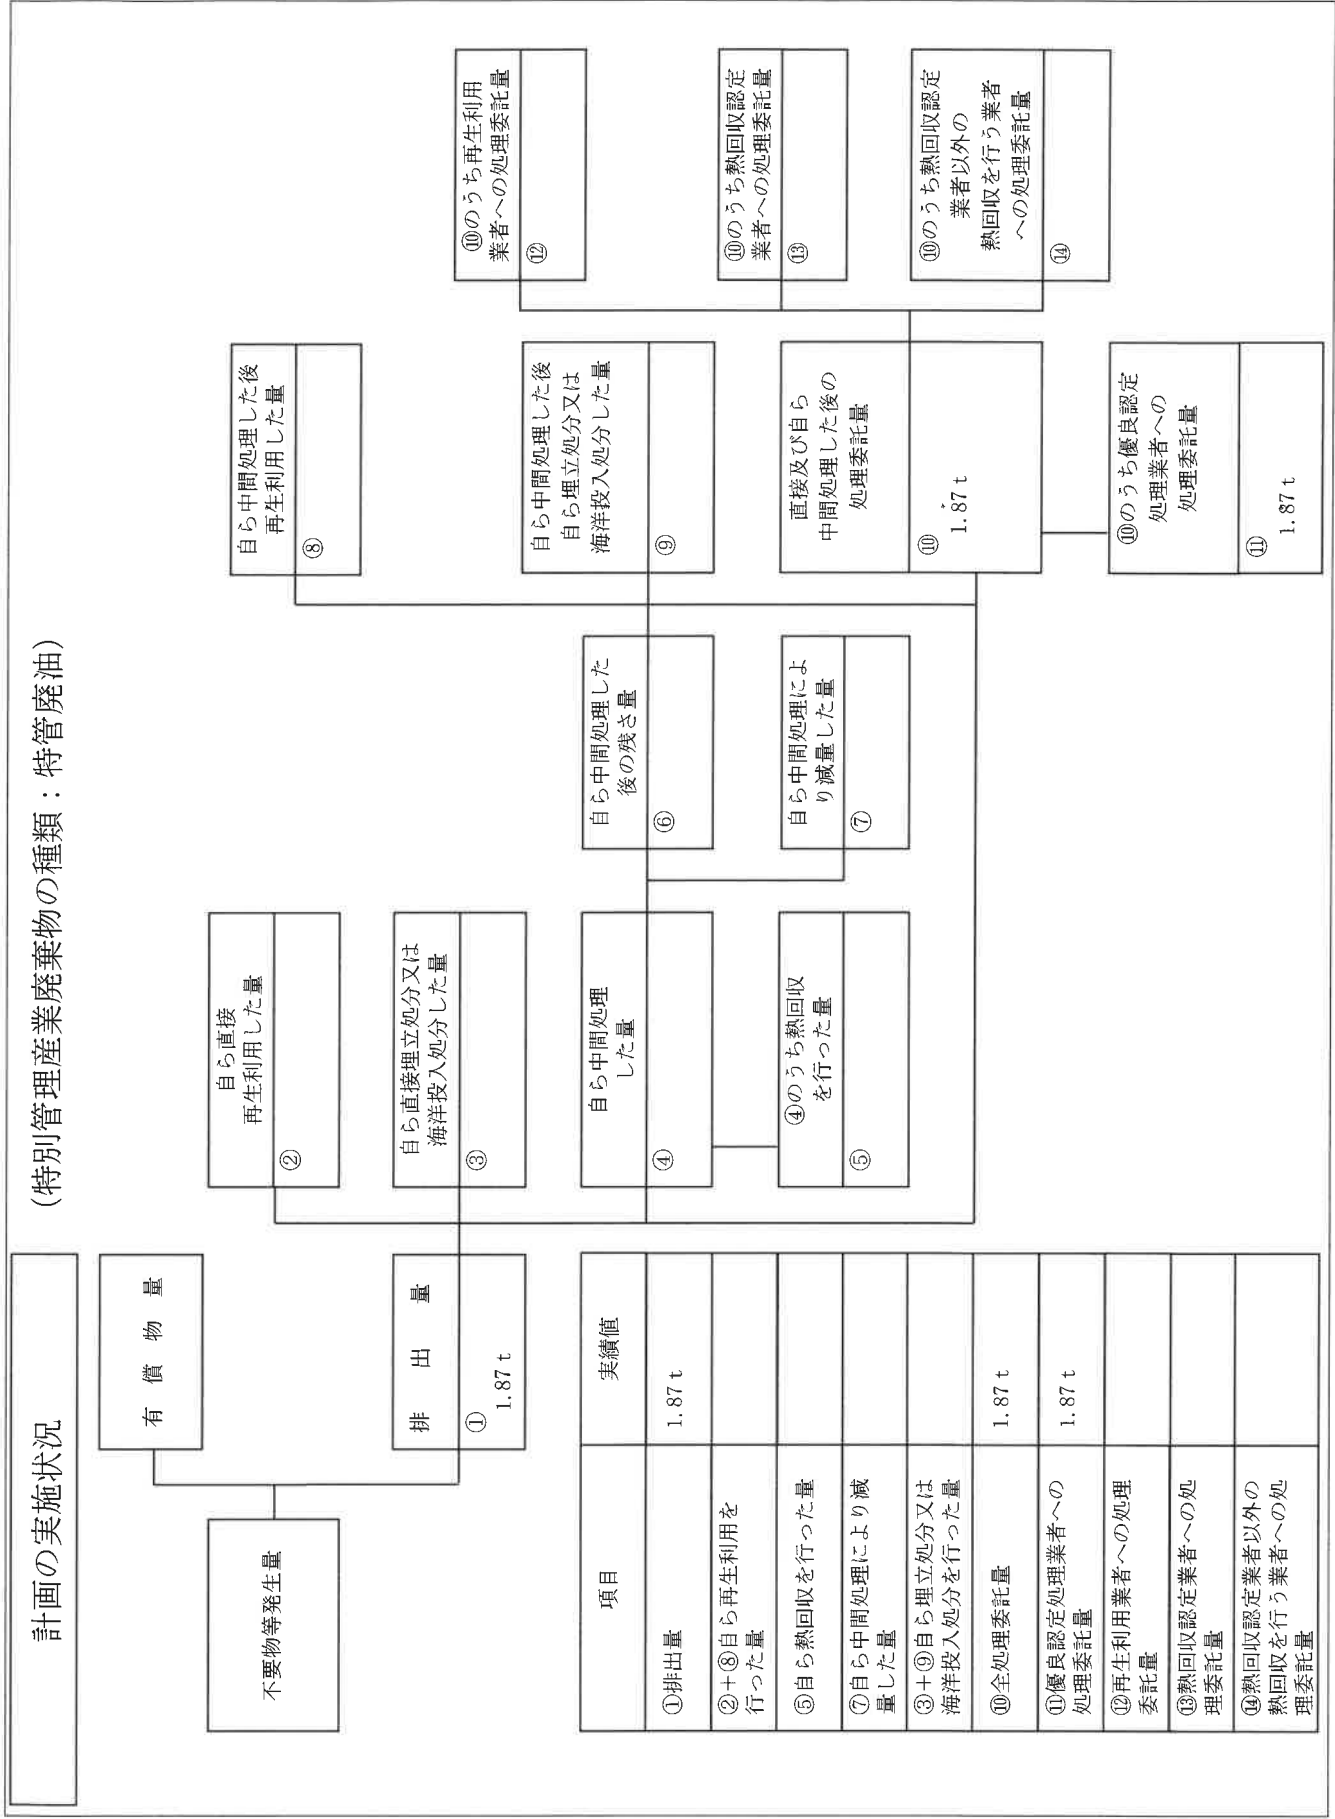 計画の実施状況
(特別管理産業廃棄物の種類：特管廃油)
不要物等発生量
有償物量
排出量
①
1.87t
自ら直接
再生利用した量
②
自ら直接埋立処分又は
海洋投入処分した量
③
自ら中間処理
した量
④
④のうち熱回収
を行った量
⑤
自ら中間処理した
後の残さ量
⑥
自ら中間処理によ
り減量した量
⑦
自ら中間処理した後
再生利用した量
⑧
自ら中間処理した後
自ら埋立処分又は
海洋投入処分した量
⑨
直接及び自ら
中間処理した後の
処理委託量
⑩
1.87t
⑩のうち優良認定
処理業者への
処理委託量
⑪
1.87t
⑩のうち再生利用
業者への処理委託量
⑫
⑩のうち熱回収認定
業者への処理委託量
⑬
⑩のうち熱回収認定
業者以外の
熱回収を行う業者
への処理委託量
⑭
項目 実績値
①排出量 1.87t
②＋⑧自ら再生利用を
行った量
⑤自ら熱回収を行った量
⑦自ら中間処理により減
量した量
③＋⑨自ら埋立処分又は
海洋投入処分を行った量
⑩全処理委託量 1.87t
⑪優良認定処理業者への
処理委託量 1.87t
⑫再生利用業者への処理
委託量
⑬熱回収認定業者への処
理委託量
⑭熱回収認定業者以外の
熱回収を行う業者への処
理委託量